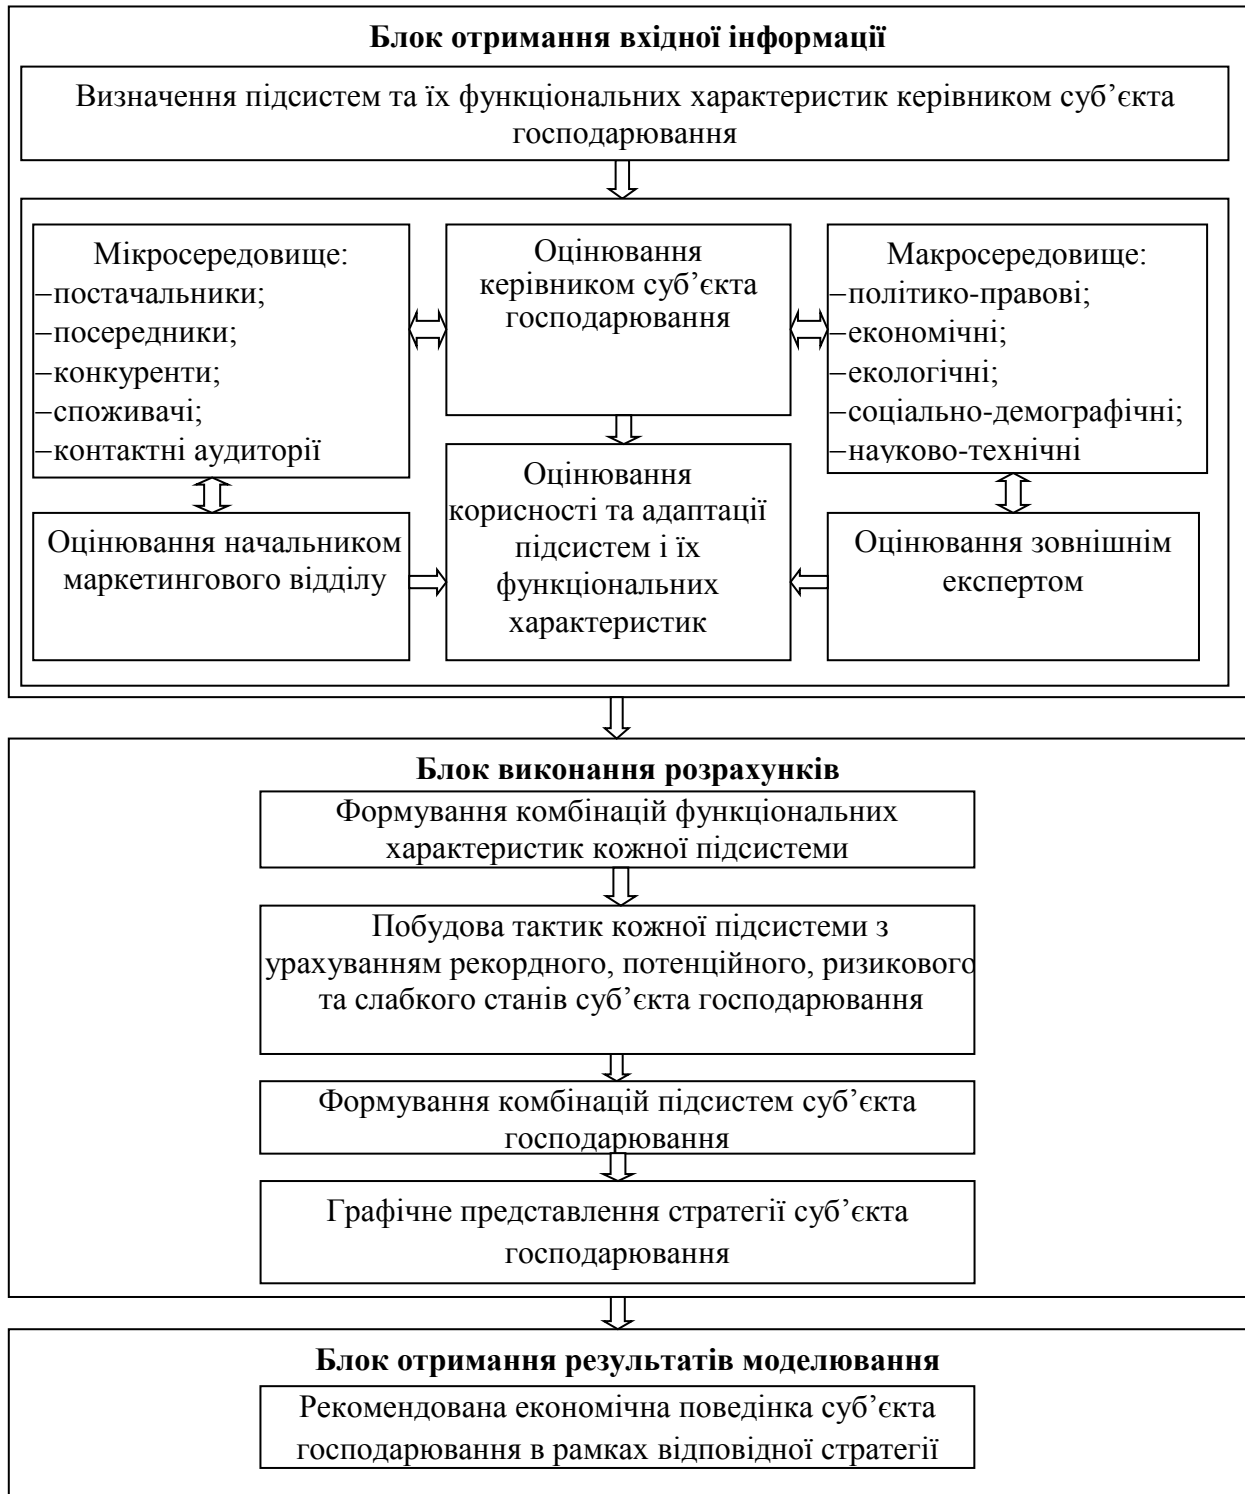 Блок отримання вхідної інформації
Визначення підсистем та їх функціональних характеристик керівником суб’єкта
господарювання
Мікросередовище:
–постачальники;
–посередники;
–конкуренти;
–споживачі;
–контактні аудиторії
Оцінювання
керівником суб’єкта
господарювання
Макросередовище:
–політико-правові;
–економічні;
–екологічні;
–соціально-демографічні;
–науково-технічні
Оцінювання начальником
маркетингового відділу
Оцінювання
корисності та адаптації
підсистем і їх
функціональних
характеристик
Оцінювання зовнішнім
експертом
Блок виконання розрахунків
Формування комбінацій функціональних
характеристик кожної підсистеми
Побудова тактик кожної підсистеми з
урахуванням рекордного, потенційного, ризикового
та слабкого станів суб’єкта господарювання
Формування комбінацій підсистем суб’єкта
господарювання
Графічне представлення стратегії суб’єкта
господарювання
Блок отримання результатів моделювання
Рекомендована економічна поведінка суб’єкта
господарювання в рамках відповідної стратегії